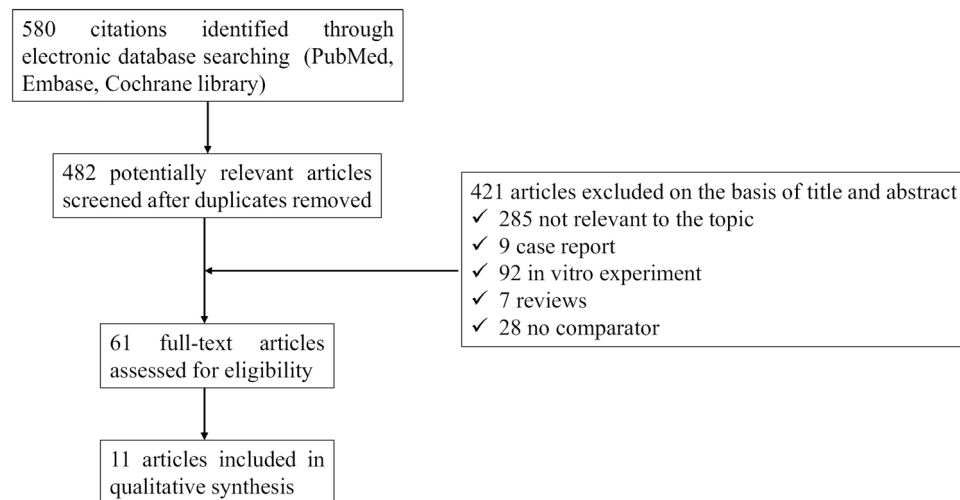 580 citations identified through
electronic database searching (PubMed,
Embase, Cochrane library)
482 potentially relevant articles
screened after duplicates removed
421 articles excluded on the basis of title and abstract
✓ 285 not relevant to the topic
✓ 9 case report
✓ 92 in vitro experiment
✓ 7 reviews
✓ 28 no comparator
61 full-text articles
assessed for eligibility
11 articles included in
qualitative synthesis